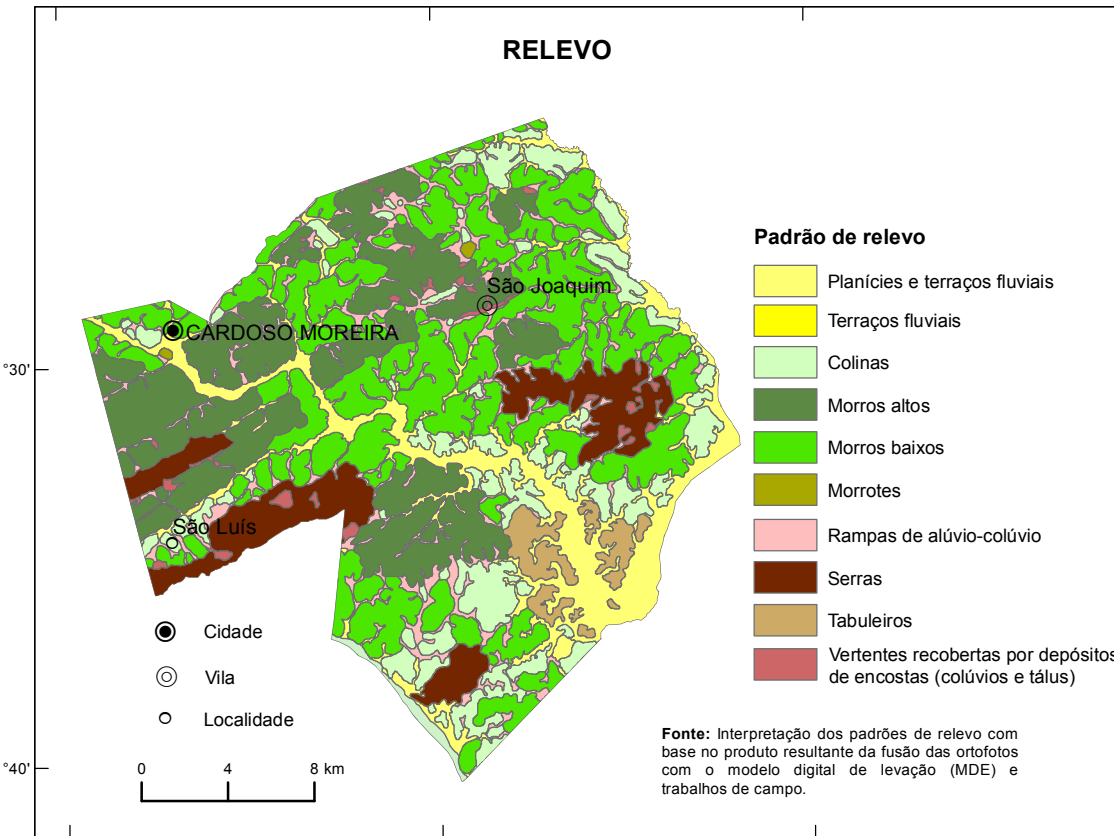 RELEVO
São Joaquim
CARDOSO MOREIRA
°30'
São Luís
Cidade
Vila
Localidade
°40'
0 4 8 km
Padrão de relevo
Planícies e terraços fluviais
Terraços fluviais
Colinas
Morros altos
Morros baixos
Morrotes
Rampas de alúvio-colúvio
Serras
Tabuleiros
Vertentes recobertas por depósitos
de encostas (colúvios e tálus)
Fonte: Interpretação dos padrões de relevo com
base no produto resultante da fusão das ortofotos
com o modelo digital de levação (MDE) e
trabalhos de campo.